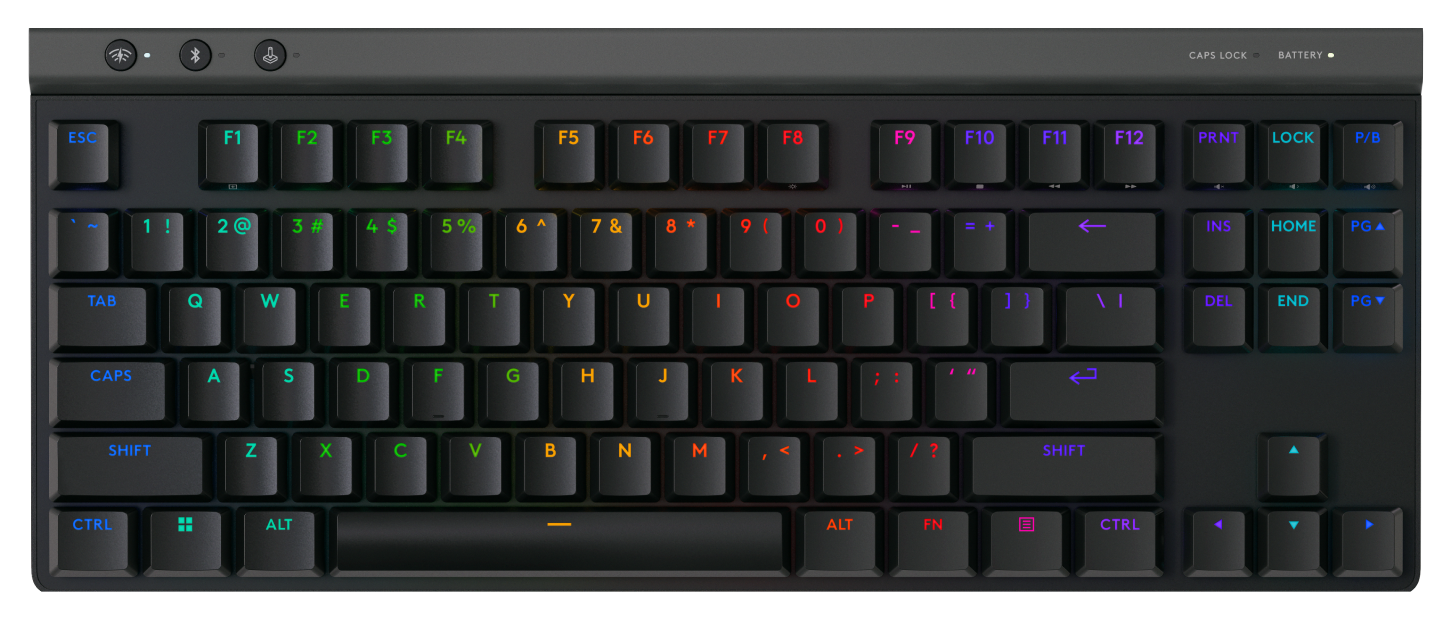 CAPS LOCK BATTERY
ESC F1 F2 F3 F4 F5 F6 F7 F8 F9 F10 F11 F12 PRNT LOCK P/B
` ~ 1 ! 2 @ 3 # 4 $ 5 % 6 ^ 7 & 8 * 9 ( 0 ) - _ = + ← INS HOME PG▲
TAB Q W E R T Y U I O P [ { ] } \ | DEL END PG▼
CAPS A S D F G H J K L ; : ' "
SHIFT Z X C V B N M , < . > / ? SHIFT ▲
CTRL ALT — ALT FN CTRL ◀ ▼ ▶